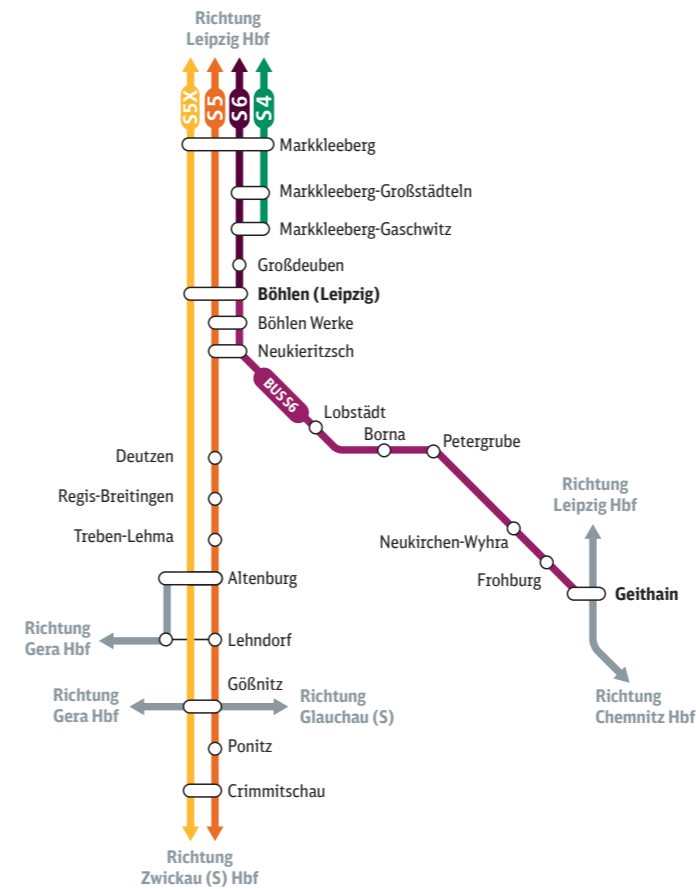 Richtung
Leipzig Hbf
S5X
S5
S6
S4
Markkleeberg
Markkleeberg-Großstädteln
Markkleeberg-Gaschwitz
Großdeuben
Böhlen (Leipzig)
Böhlen Werke
Neukieritzsch
BUS S6
Lobstädt
Borna
Petergrube
Deutzen
Regis-Breitingen
Treben-Lehma
Neukirchen-Wyhra
Frohburg
Richtung
Leipzig Hbf
Geithain
Altenburg
Richtung
Gera Hbf
Lehndorf
Gößnitz
Richtung
Gera Hbf
Richtung
Glauchau (S)
Richtung
Chemnitz Hbf
Ponitz
Crimmitschau
Richtung
Zwickau (S) Hbf